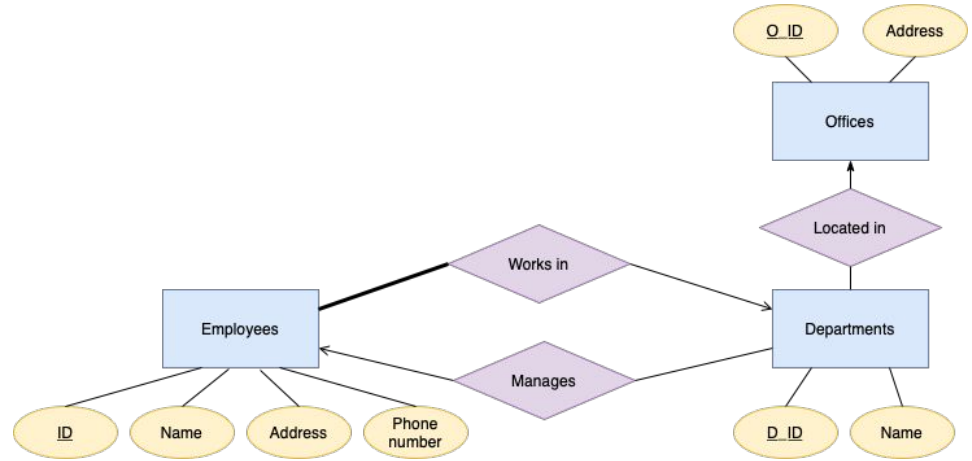 O_ID
Address
Offices
Located in
Works in
Employees
Departments
Manages
ID
Name
Address
Phone
number
D_ID
Name